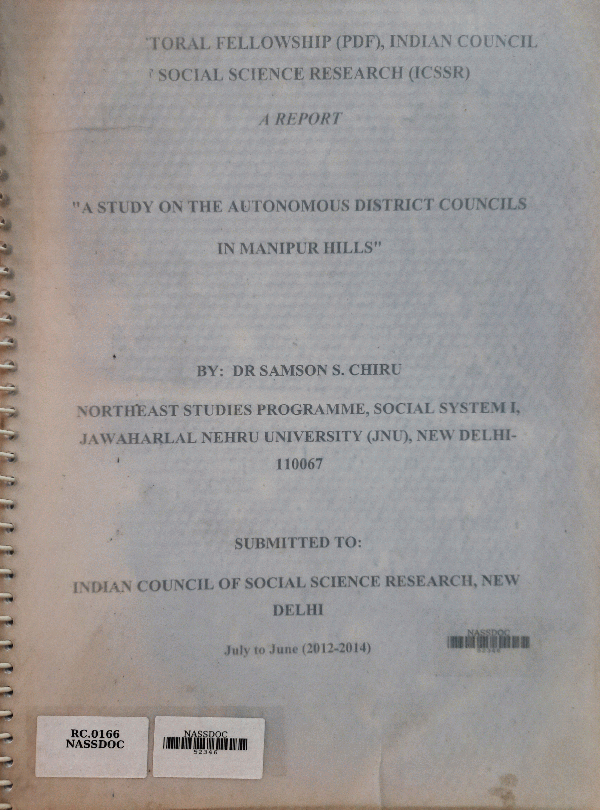 TORAL FELLOWSHIP (PDF), INDIAN COUNCIL
SOCIAL SCIENCE RESEARCH (ICSSR)
A REPORT
"A STUDY ON THE AUTONOMOUS DISTRICT COUNCILS
IN MANIPUR HILLS"
BY: DR SAMSON S. CHIRU
NORTHEAST STUDIES PROGRAMME, SOCIAL SYSTEM I,
JAWAHARLAL NEHRU UNIVERSITY (JNU), NEW DELHI-
110067
SUBMITTED TO:
INDIAN COUNCIL OF SOCIAL SCIENCE RESEARCH, NEW
DELHI
July to June (2012-2014)
NASSDOC
52366
RC.0166
NASSDOC
NASSDOC
52366